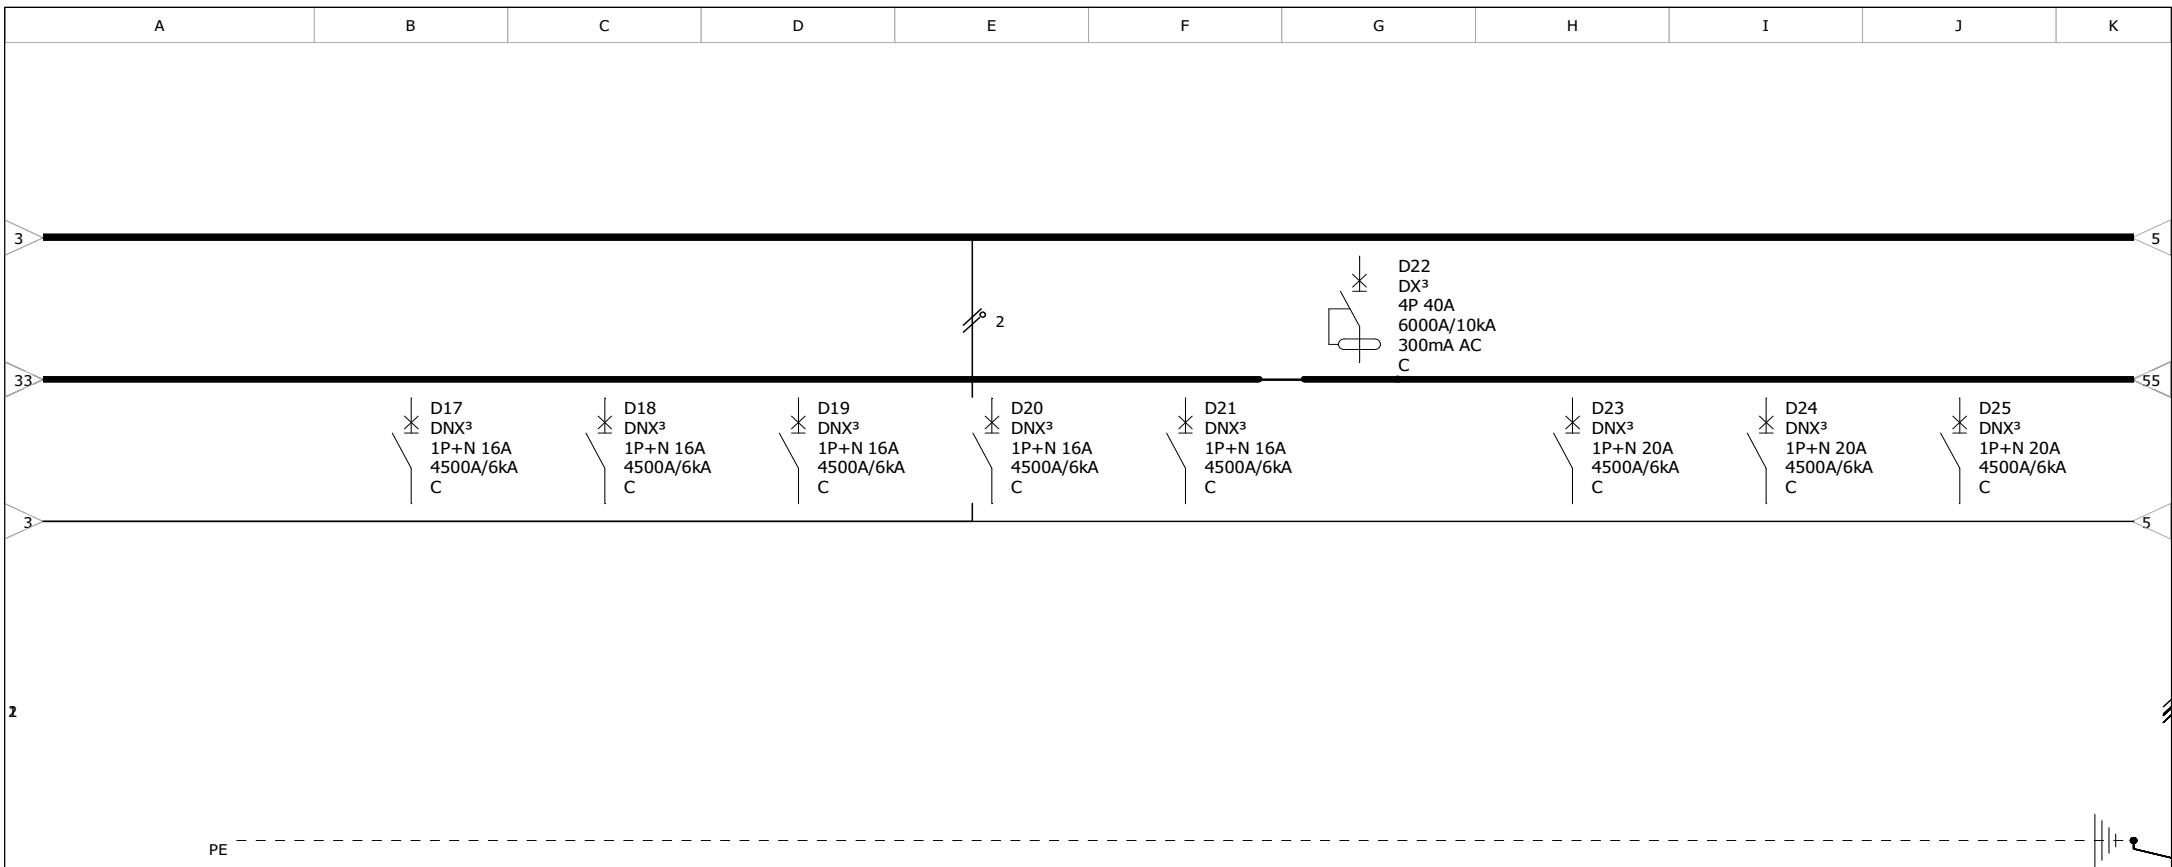 A B C D E F G H I J K
3 5
D22
DX³
4P 40A
6000A/10kA
300mA AC
C
2
33 55
D17
DNX³
1P+N 16A
4500A/6kA
C
D18
DNX³
1P+N 16A
4500A/6kA
C
D19
DNX³
1P+N 16A
4500A/6kA
C
D20
DNX³
1P+N 16A
4500A/6kA
C
D21
DNX³
1P+N 16A
4500A/6kA
C
D23
DNX³
1P+N 20A
4500A/6kA
C
D24
DNX³
1P+N 20A
4500A/6kA
C
D25
DNX³
1P+N 20A
4500A/6kA
C
3 5
PE